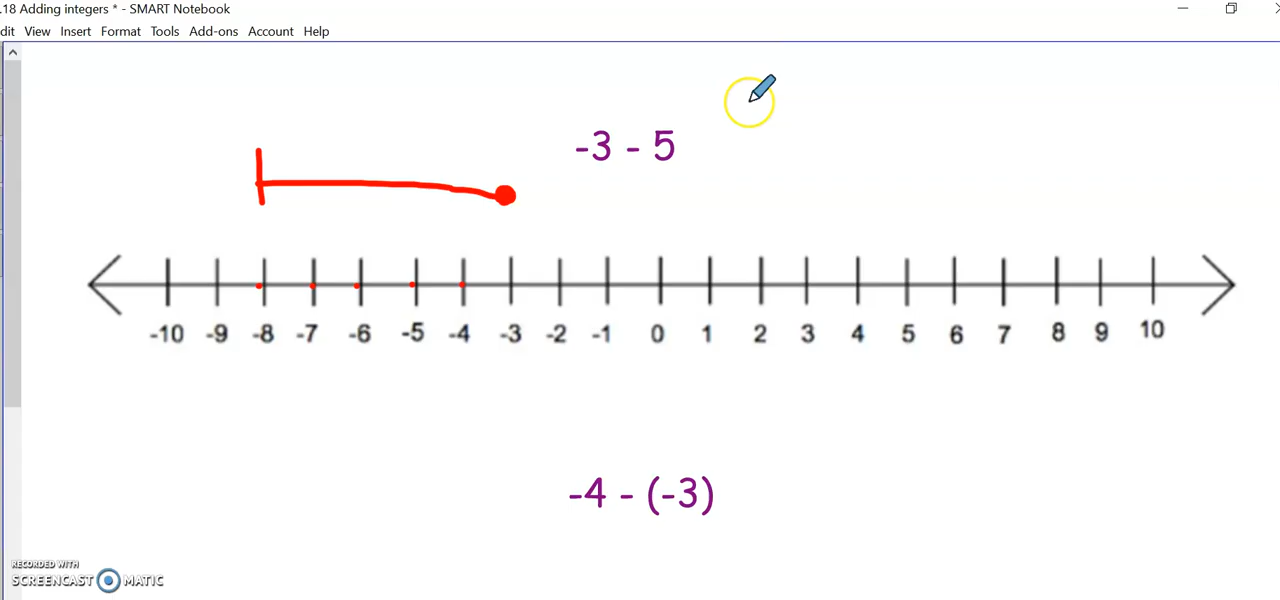 .18 Adding integers * - SMART Notebook
dit View Insert Format Tools Add-ons Account Help
-3 - 5
-10 -9 -8 -7 -6 -5 -4 -3 -2 -1 0 1 2 3 4 5 6 7 8 9 10
-4 - (-3)
RECORDED WITH
SCREENCAST MATIC